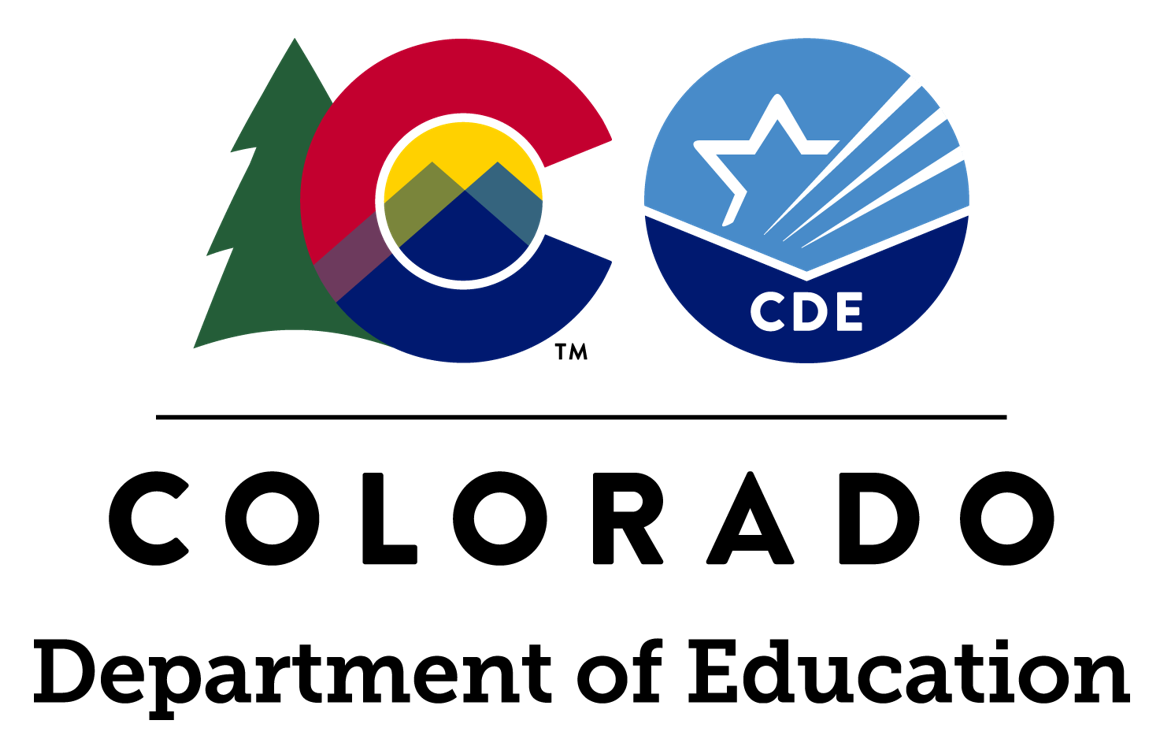 CDE
TM
COLORADO
Department of Education